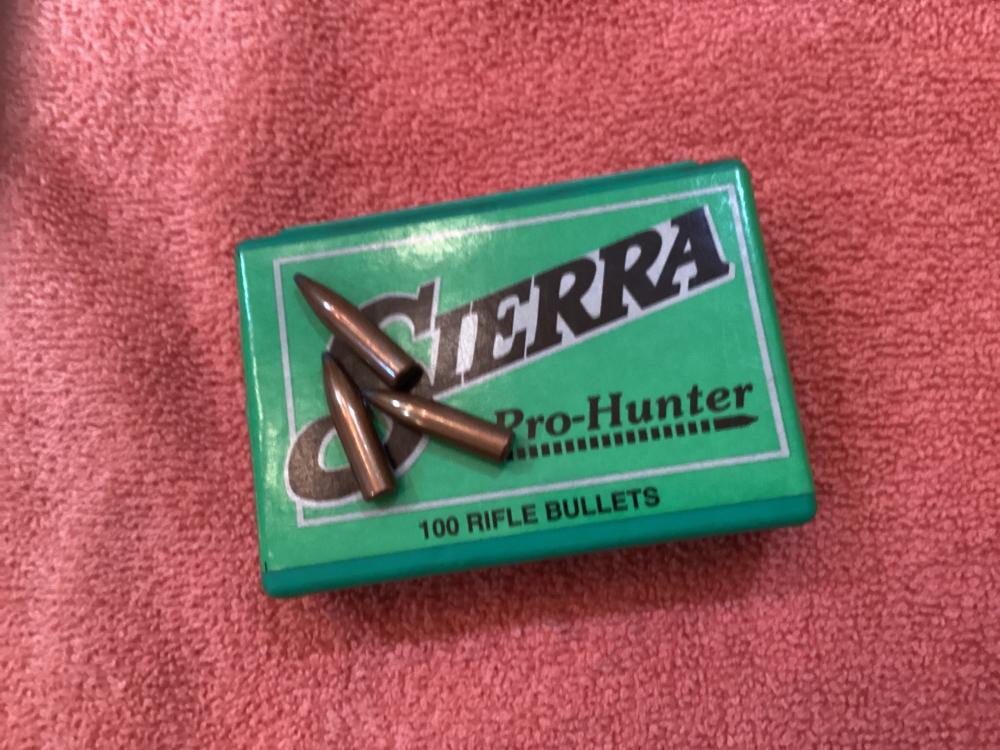 SIERRA
Pro-Hunter
100 RIFLE BULLETS